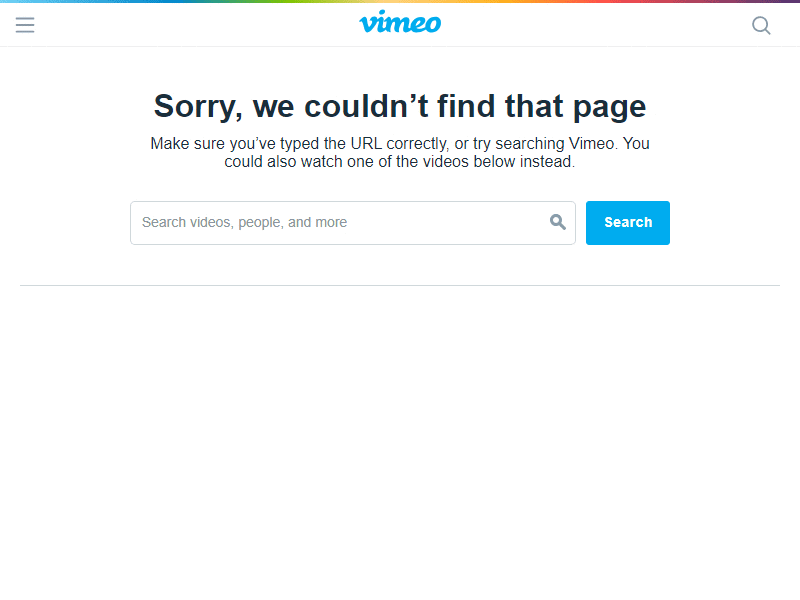 vimeo
Sorry, we couldn’t find that page
Make sure you’ve typed the URL correctly, or try searching Vimeo. You
could also watch one of the videos below instead.
Search videos, people, and more
Search